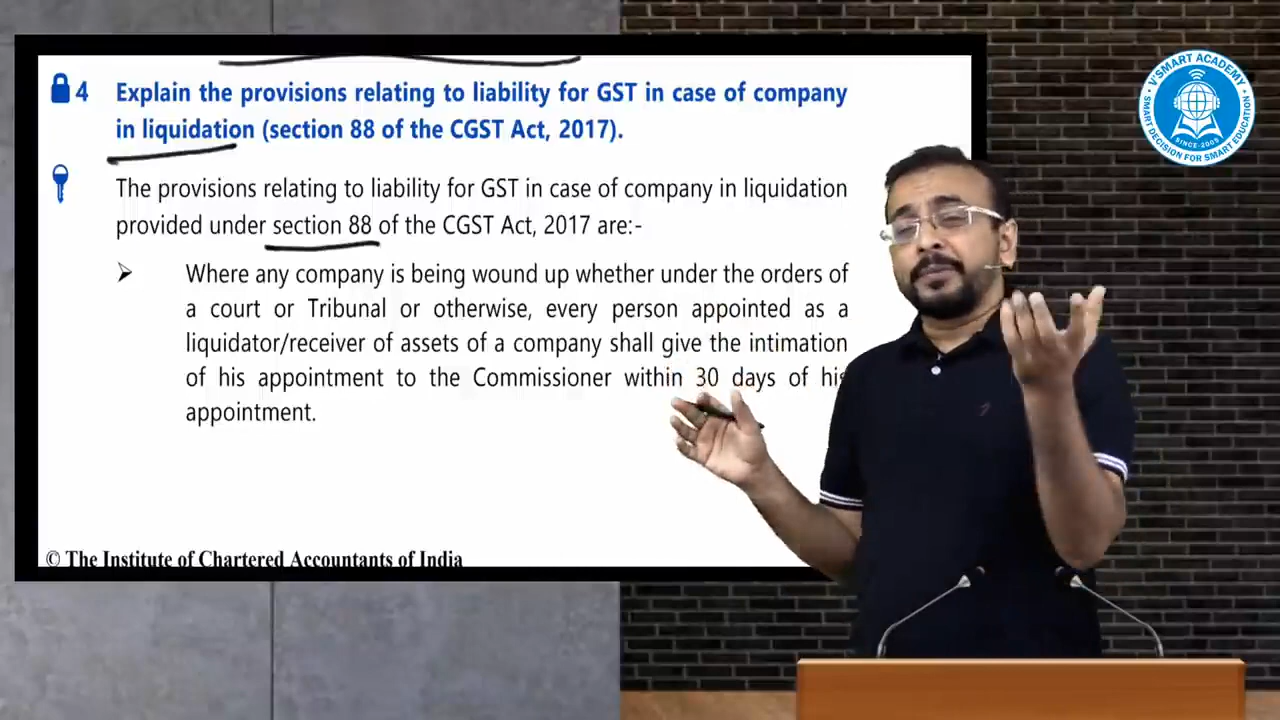 4 Explain the provisions relating to liability for GST in case of company
in liquidation (section 88 of the CGST Act, 2017).
The provisions relating to liability for GST in case of company in liquidation
provided under section 88 of the CGST Act, 2017 are:-
Where any company is being wound up whether under the orders of
a court or Tribunal or otherwise, every person appointed as a
liquidator/receiver of assets of a company shall give the intimation
of his appointment to the Commissioner within 30 days of his
appointment.
© The Institute of Chartered Accountants of India
V'SMART ACADEMY
SINCE-2005
SMART DECISION FOR SMART EDUCATION